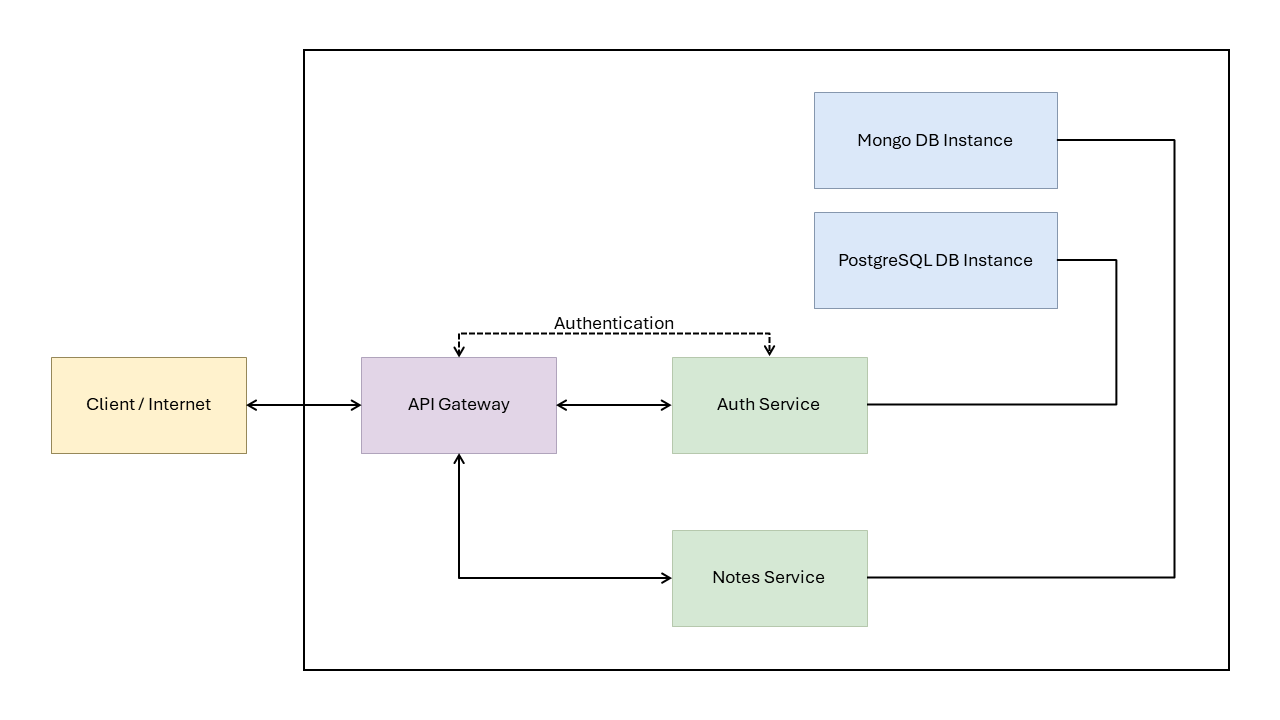 Mongo DB Instance
PostgreSQL DB Instance
Authentication
Client / Internet
API Gateway
Auth Service
Notes Service